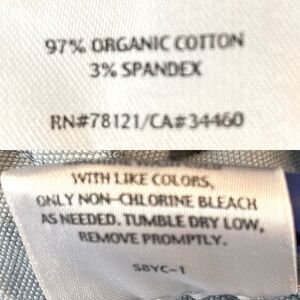 97% ORGANIC COTTON
3% SPANDEX
RN#78121/CA#34460
WITH LIKE COLORS,
ONLY NON-CHLORINE BLEACH
AS NEEDED. TUMBLE DRY LOW,
REMOVE PROMPTLY.
S8YC-1